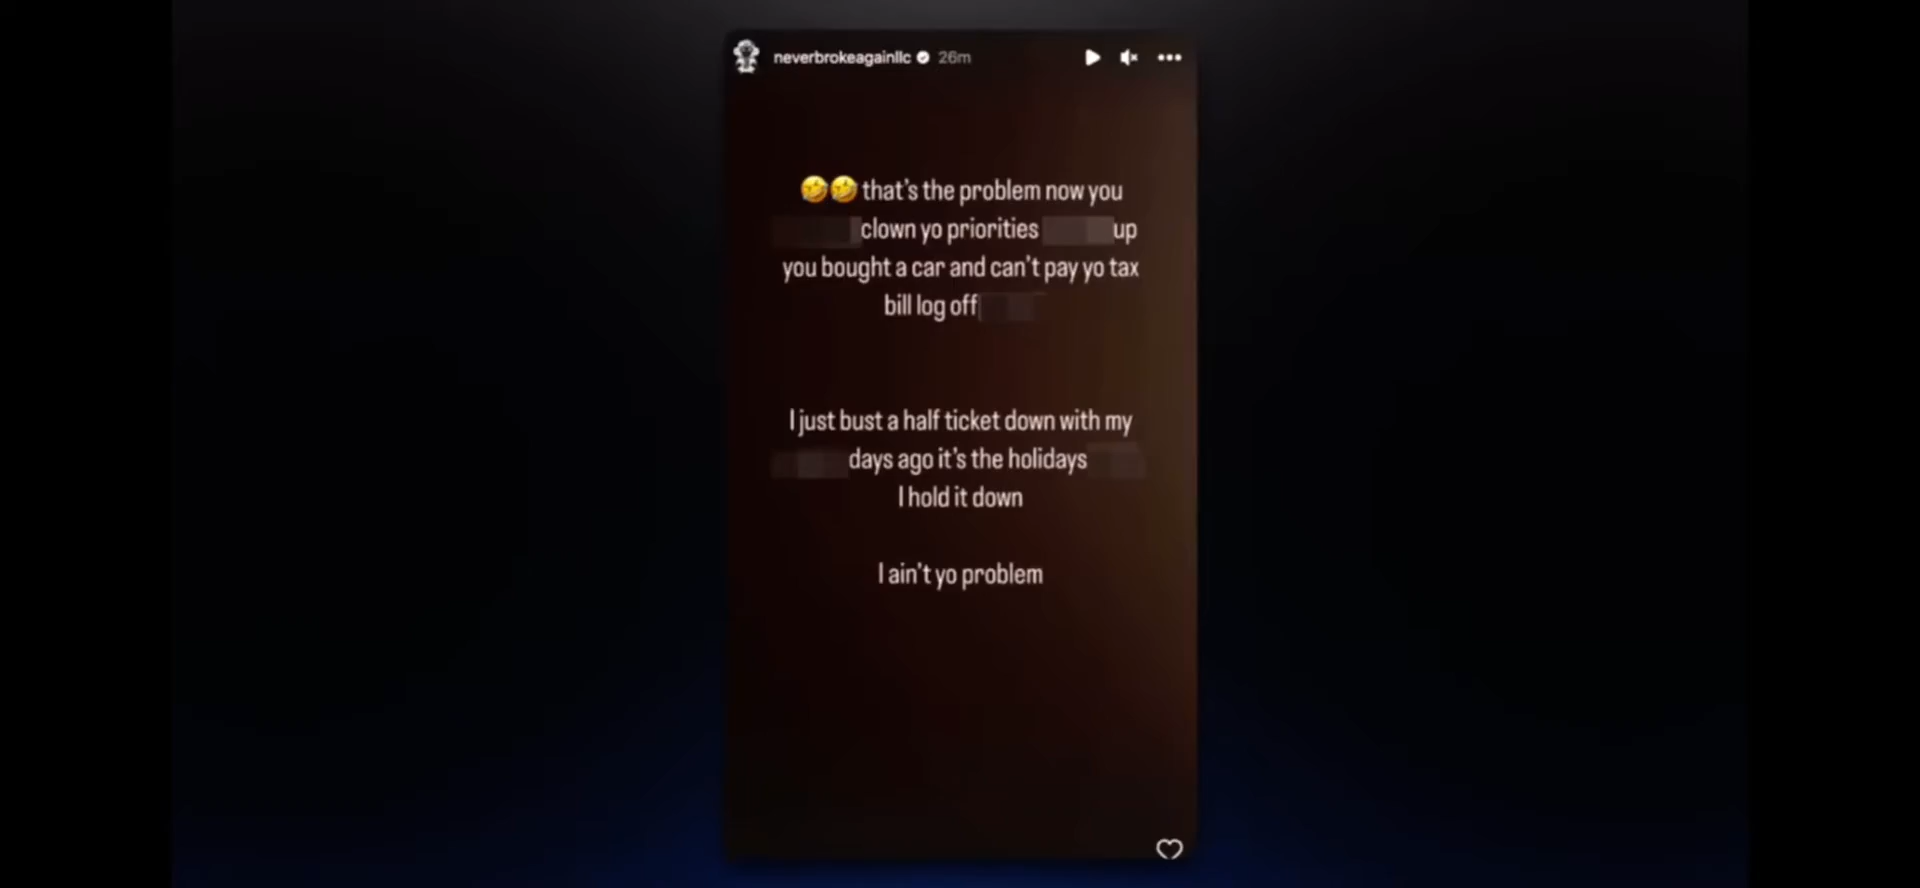 neverbrokeagainllc 26m
🤣🤣 that's the problem now you
clown yo priorities up
you bought a car and can't pay yo tax
bill log off
I just bust a half ticket down with my
days ago it's the holidays
I hold it down
I ain't yo problem